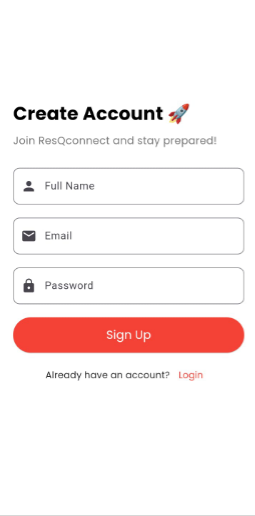 Create Account 🚀
Join ResQconnect and stay prepared!
Full Name
Email
Password
Sign Up
Already have an account? Login